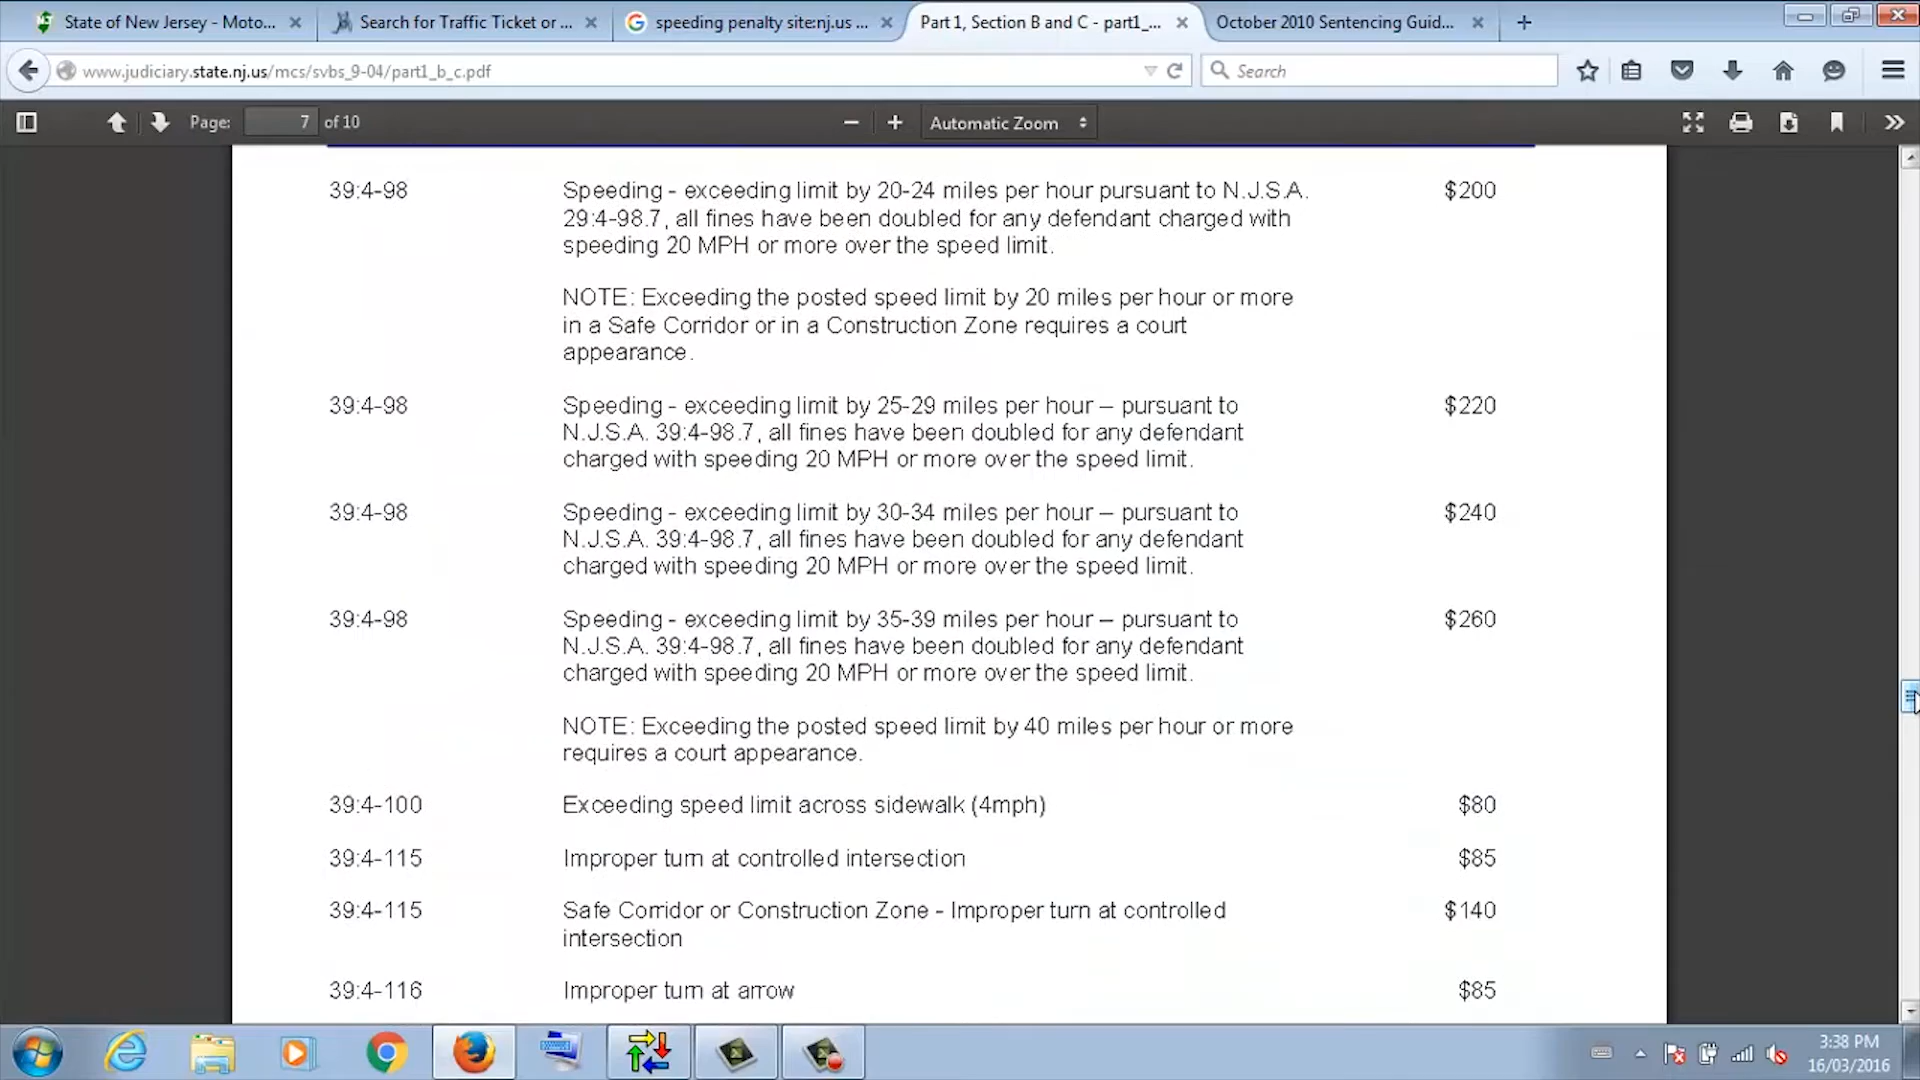 State of New Jersey - Moto...
Search for Traffic Ticket or ...
speeding penalty site:nj.us ...
Part 1, Section B and C - part1_...
October 2010 Sentencing Guid...
www.judiciary.state.nj.us/mcs/svbs_9-04/part1_b_c.pdf
Search
Page: 7 of 10
Automatic Zoom
39:4-98 Speeding - exceeding limit by 20-24 miles per hour pursuant to N.J.S.A. $200
29:4-98.7, all fines have been doubled for any defendant charged with
speeding 20 MPH or more over the speed limit.
NOTE: Exceeding the posted speed limit by 20 miles per hour or more
in a Safe Corridor or in a Construction Zone requires a court
appearance.
39:4-98 Speeding - exceeding limit by 25-29 miles per hour – pursuant to $220
N.J.S.A. 39:4-98.7, all fines have been doubled for any defendant
charged with speeding 20 MPH or more over the speed limit.
39:4-98 Speeding - exceeding limit by 30-34 miles per hour – pursuant to $240
N.J.S.A. 39:4-98.7, all fines have been doubled for any defendant
charged with speeding 20 MPH or more over the speed limit.
39:4-98 Speeding - exceeding limit by 35-39 miles per hour – pursuant to $260
N.J.S.A. 39:4-98.7, all fines have been doubled for any defendant
charged with speeding 20 MPH or more over the speed limit.
NOTE: Exceeding the posted speed limit by 40 miles per hour or more
requires a court appearance.
39:4-100 Exceeding speed limit across sidewalk (4mph) $80
39:4-115 Improper turn at controlled intersection $85
39:4-115 Safe Corridor or Construction Zone - Improper turn at controlled $140
intersection
39:4-116 Improper turn at arrow $85
3:38 PM
16/03/2016